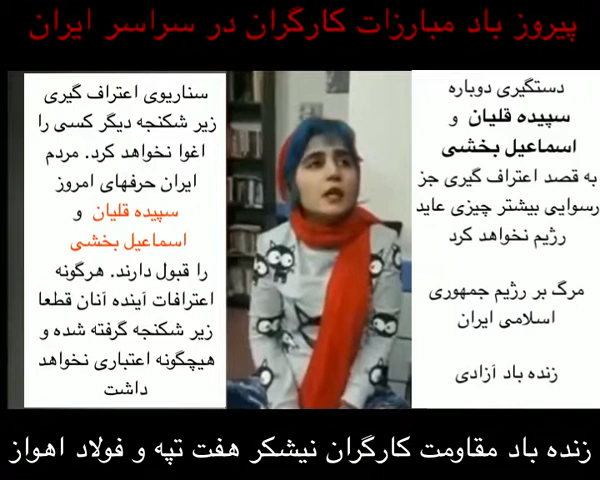 پیروز باد مبارزات کارگران در سراسر ایران
دستگیری دوباره
سپیده قلیان و
اسماعیل بخشی
به قصد اعتراف گیری جز
رسوایی بیشتر چیزی عاید
رژیم نخواهد کرد
مرگ بر رژیم جمهوری
اسلامی ایران
زنده باد آزادی
سناریوی اعتراف گیری
زیر شکنجه دیگر کسی را
اغوا نخواهد کرد. مردم
ایران حرفهای امروز
سپیده قلیان و
اسماعیل بخشی
را قبول دارند. هرگونه
اعترافات آینده آنان قطعا
زیر شکنجه گرفته شده و
هیچگونه اعتباری نخواهد
داشت
زنده باد مقاومت کارگران نیشکر هفت تپه و فولاد اهواز